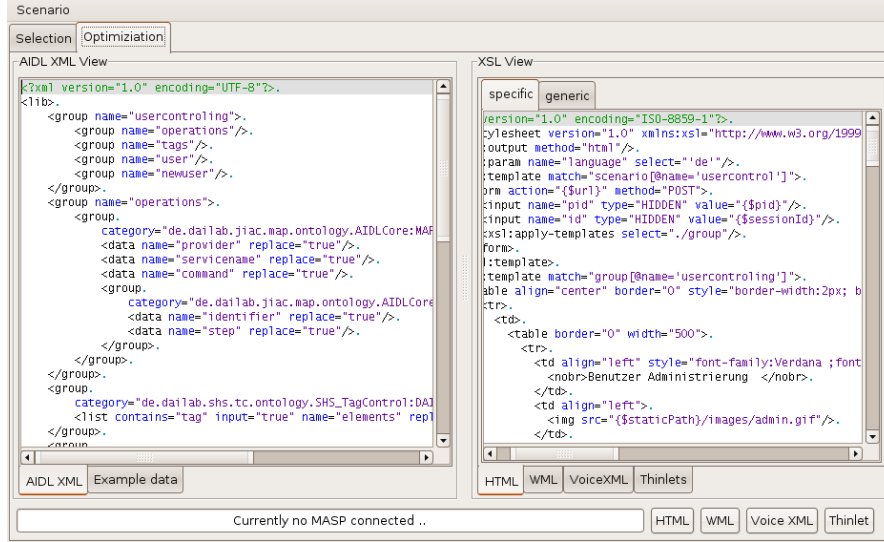 Scenario
Selection
Optimiziation
AIDL XML View
<?xml version="1.0" encoding="UTF-8"?>.
<lib>.
<group name="usercontroling">.
<group name="operations"/>.
<group name="tags"/>.
<group name="user"/>.
<group name="newuser"/>.
</group>.
<group name="operations">.
<group.
category="de.dailab.jiac.map.ontology.AIDLCore:MAP
<data name="provider" replace="true"/>.
<data name="servicename" replace="true"/>.
<data name="command" replace="true"/>.
<group.
category="de.dailab.jiac.map.ontology.AIDLCore
<data name="identifier" replace="true"/>.
<data name="step" replace="true"/>.
</group>.
</group>.
</group>.
<group.
category="de.dailab.shs.tc.ontology.SHS_TagControl:DAI
<list contains="tag" input="true" name="elements" repl
</group>.
<group
AIDL XML
Example data
XSL View
specific
generic
version="1.0" encoding="ISO-8859-1"?>.
tylesheet version="1.0" xmlns:xsl="http://www.w3.org/1999
:output method="html"/>.
:param name="language" select="'de'"/>.
:template match="scenario[@name='usercontrol']">.
orm action="{$url}" method="POST">.
<input name="pid" type="HIDDEN" value="{$pid}"/>.
<input name="id" type="HIDDEN" value="{$sessionId}"/>.
<xsl:apply-templates select="./group"/>.
form>.
l:template>.
:template match="group[@name='usercontroling']">.
able align="center" border="0" style="border-width:2px; b
<tr>.
<td>.
<table border="0" width="500">.
<tr>.
<td align="left" style="font-family:Verdana ;font
<nobr>Benutzer Administrierung </nobr>.
</td>.
<td align="left">.
<img src="{$staticPath}/images/admin.gif"/>.
</td>.
HTML
WML
VoiceXML
Thinlets
Currently no MASP connected ..
HTML
WML
Voice XML
Thinlet